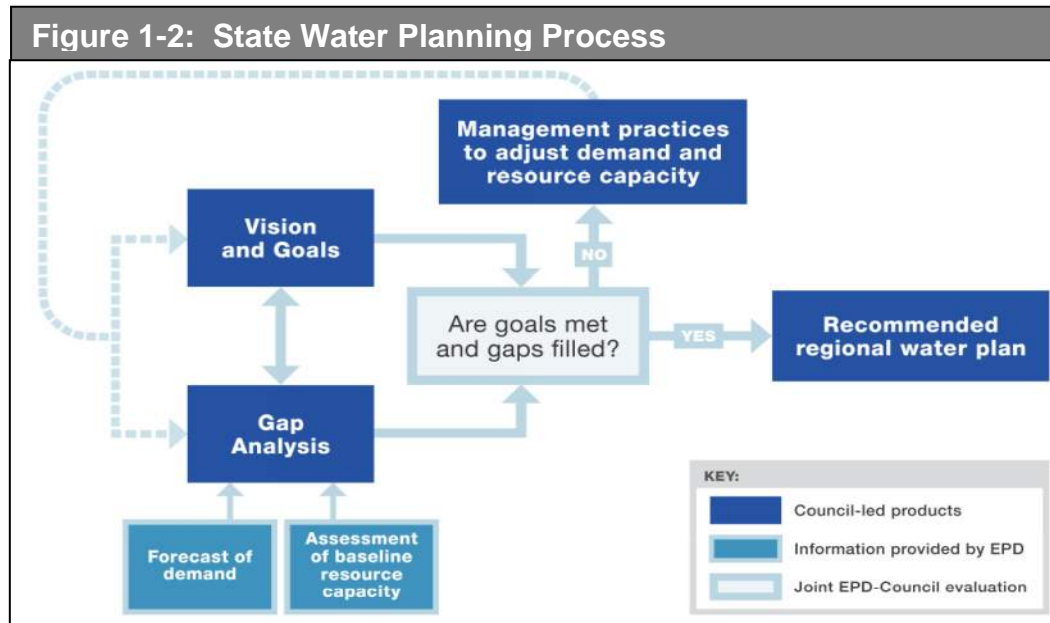 Figure 1-2: State Water Planning Process
Management practices
to adjust demand and
resource capacity
Vision
and Goals
NO
Are goals met
and gaps filled?
YES
Recommended
regional water plan
Gap
Analysis
Forecast of
demand
Assessment
of baseline
resource
capacity
KEY:
Council-led products
Information provided by EPD
Joint EPD-Council evaluation